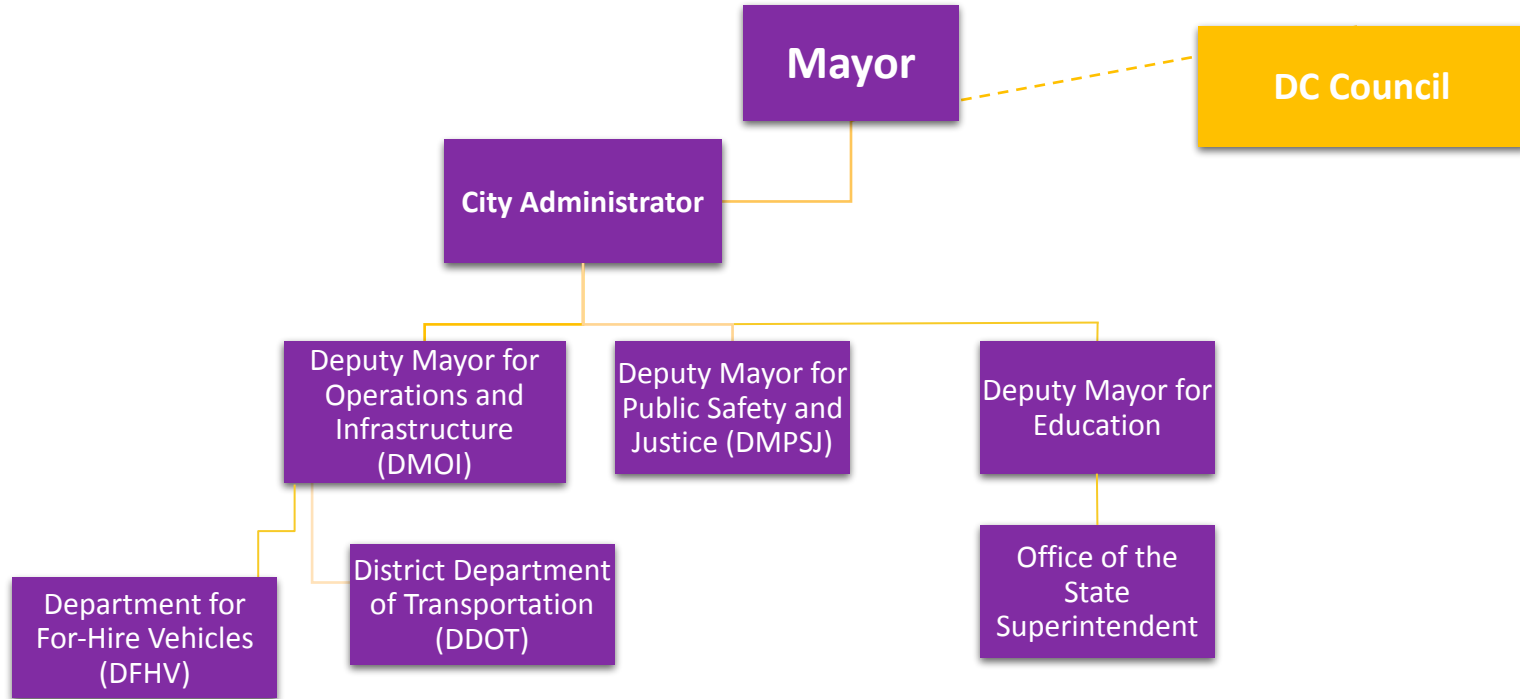 Mayor
DC Council
City Administrator
Deputy Mayor for
Operations and
Infrastructure
(DMOI)
Deputy Mayor for
Public Safety and
Justice (DMPSJ)
Deputy Mayor for
Education
Department for
For-Hire Vehicles
(DFHV)
District Department
of Transportation
(DDOT)
Office of the
State
Superintendent